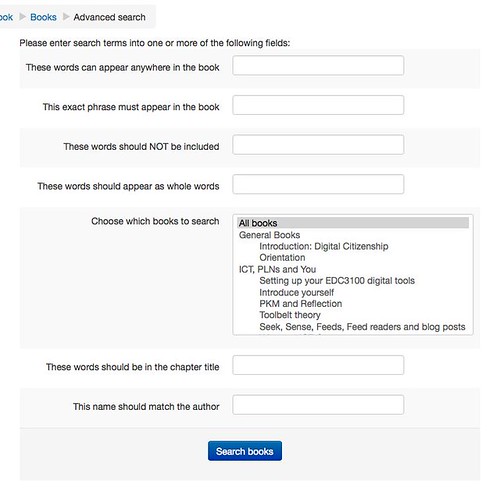 ook Books Advanced search
Please enter search terms into one or more of the following fields:
These words can appear anywhere in the book
This exact phrase must appear in the book
These words should NOT be included
These words should appear as whole words
Choose which books to search
All books
General Books
Introduction: Digital Citizenship
Orientation
ICT, PLNs and You
Setting up your EDC3100 digital tools
Introduce yourself
PKM and Reflection
Toolbelt theory
Seek, Sense, Feeds, Feed readers and blog posts
These words should be in the chapter title
This name should match the author
Search books